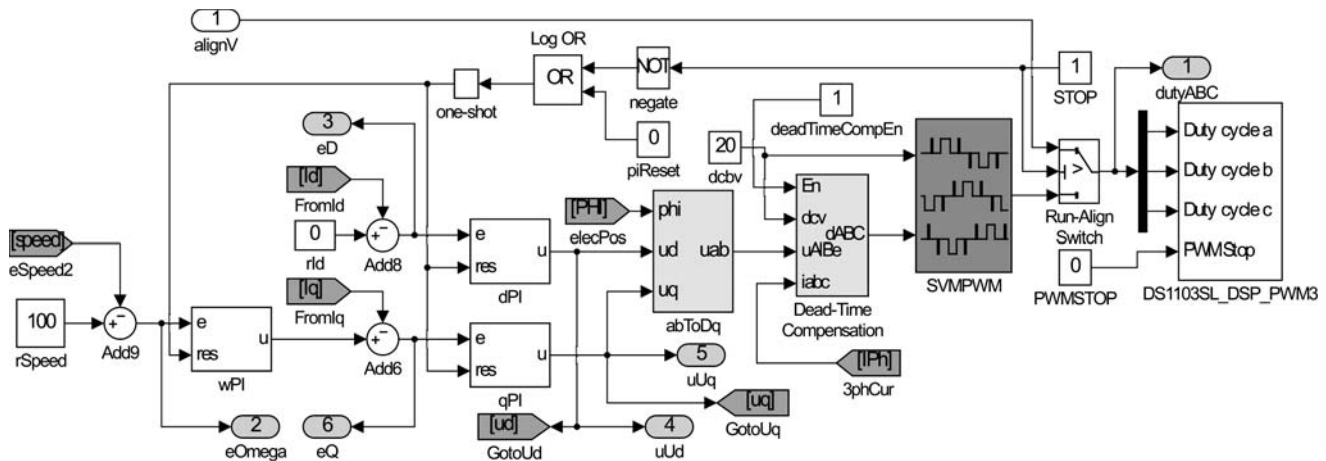 1
alignV
Log OR
OR
NOT
negate
one-shot
0
piReset
1
STOP
1
dutyABC
1
deadTimeCompEn
20
dcbv
3
eD
[Id]
FromId
0
rId
Add8
e
res
u
dPI
[PHI]
elecPos
phi
ud
uq
uab
abToDq
En
dcv
uAlBe
iabc
dABC
Dead-Time
Compensation
SVMPWM
>
Run-Align
Switch
0
PWMSTOP
Duty cycle a
Duty cycle b
Duty cycle c
PWMStop
DS1103SL_DSP_PWM3
[speed]
eSpeed2
100
rSpeed
Add9
e
res
u
wPI
[Iq]
FromIq
Add6
e
res
u
qPI
5
uUq
[IPh]
3phCur
[uq]
GotoUq
2
eOmega
6
eQ
[ud]
GotoUd
4
uUd